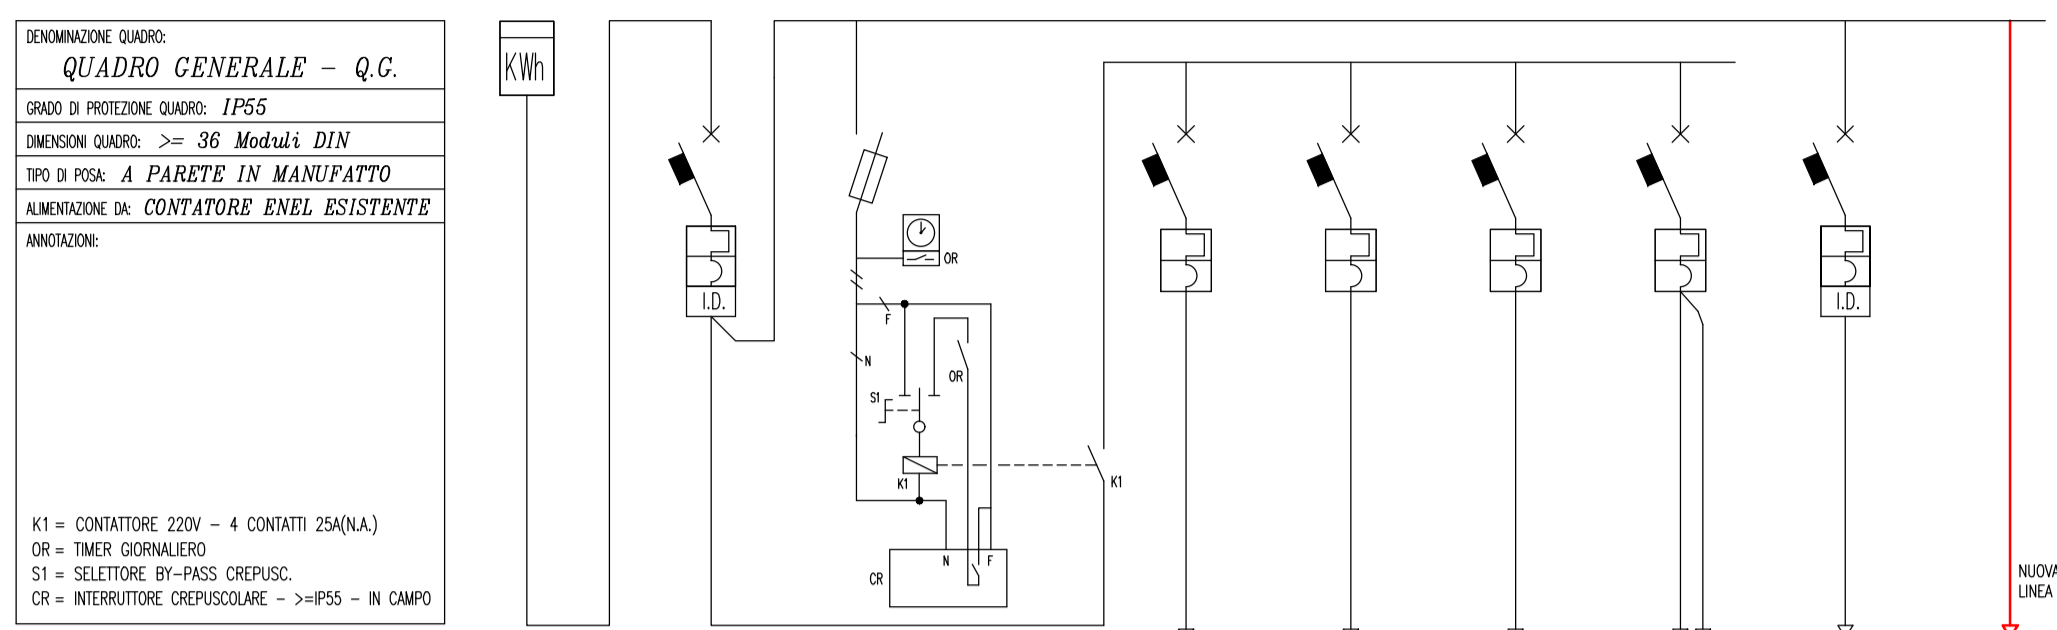 DENOMINAZIONE QUADRO:
QUADRO GENERALE - Q.G.
GRADO DI PROTEZIONE QUADRO: IP55
DIMENSIONI QUADRO: >= 36 Moduli DIN
TIPO DI POSA: A PARETE IN MANUFATTO
ALIMENTAZIONE DA: CONTATORE ENEL ESISTENTE
ANNOTAZIONI:
K1 = CONTATTORE 220V - 4 CONTATTI 25A(N.A.)
OR = TIMER GIORNALIERO
S1 = SELETTORE BY-PASS CREPUSC.
CR = INTERRUTTORE CREPUSCOLARE - >=IP55 - IN CAMPO
KWh
I.D.
OR
F
N
OR
S1
K1
K1
N F
CR
I.D.
NUOVA
LINEA